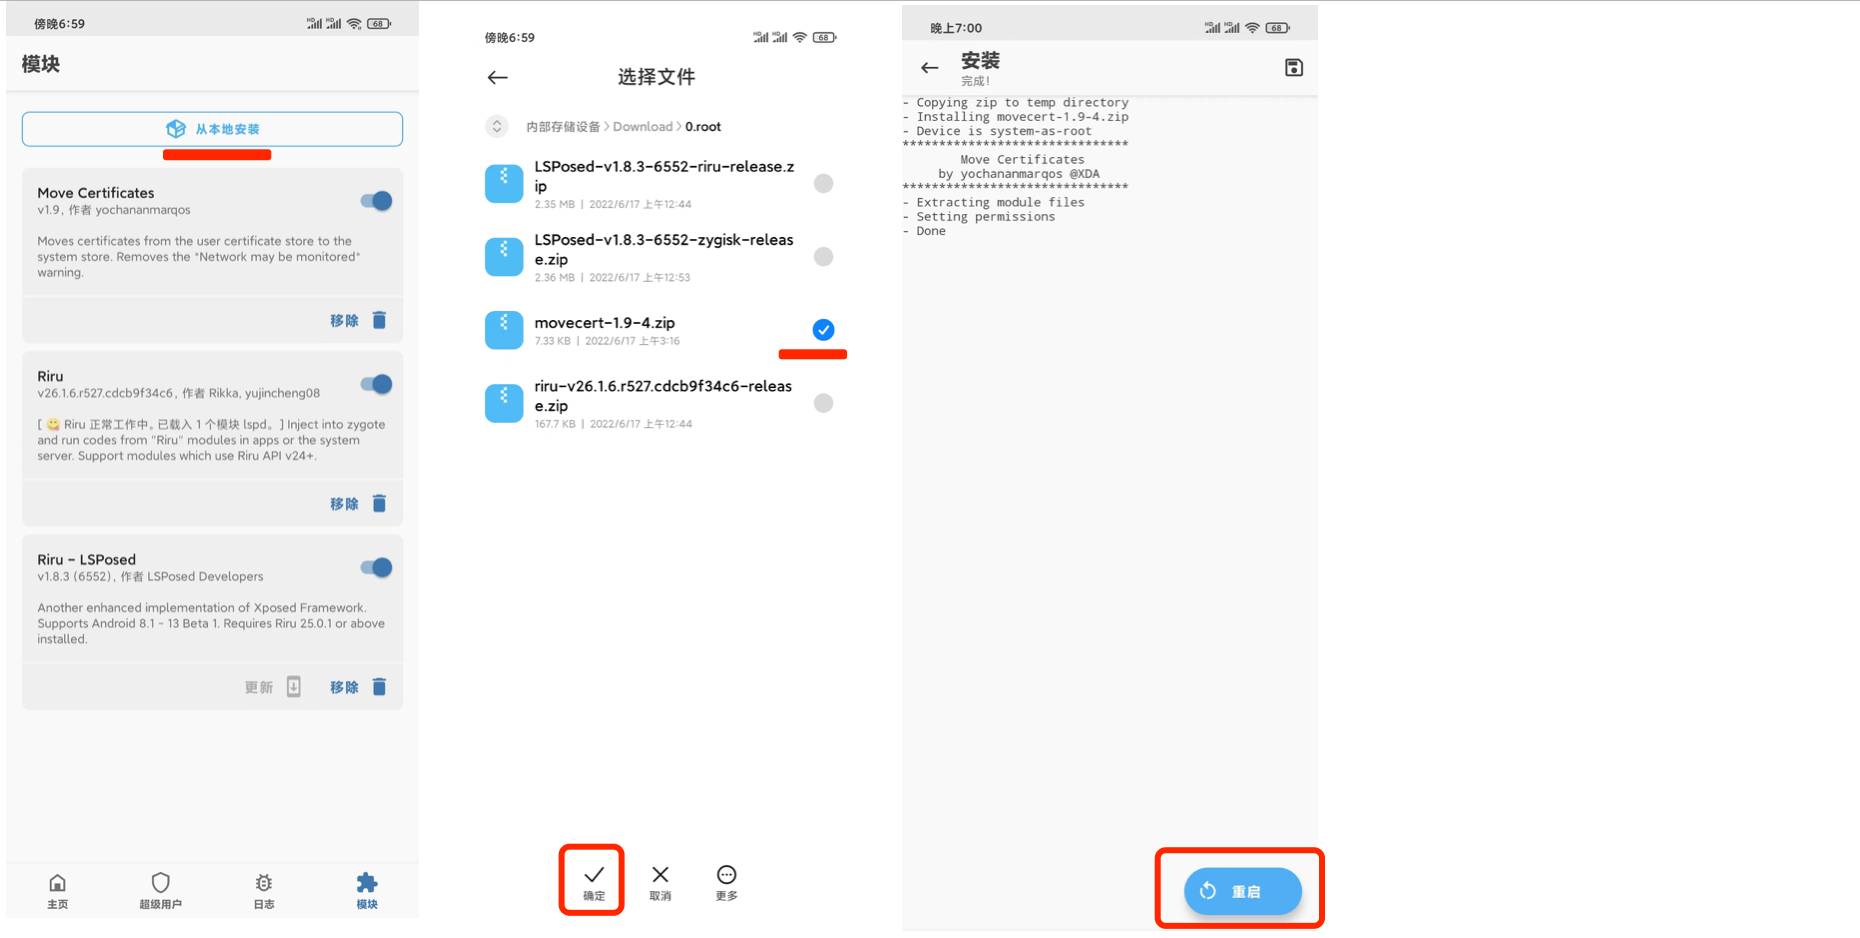 傍晚6:59
HD HD 68
模块
从本地安装
Move Certificates
v1.9, 作者 yochananmarqos
Moves certificates from the user certificate store to the
system store. Removes the *Network may be monitored*
warning.
移除
Riru
v26.1.6.r527.cdcb9f34c6, 作者 Rikka, yujincheng08
[ 😋 Riru 正常工作中。已载入 1 个模块 lspd。 ] Inject into zygote
and run codes from "Riru" modules in apps or the system
server. Support modules which use Riru API v24+.
移除
Riru - LSPosed
v1.8.3 (6552), 作者 LSPosed Developers
Another enhanced implementation of Xposed Framework.
Supports Android 8.1 ~ 13 Beta 1. Requires Riru 25.0.1 or above
installed.
更新 移除
主页 超级用户 日志 模块
傍晚6:59
HD HD 68
选择文件
内部存储设备 > Download > 0.root
LSPosed-v1.8.3-6552-riru-release.z
ip
2.35 MB | 2022/6/17 上午12:44
LSPosed-v1.8.3-6552-zygisk-releas
e.zip
2.36 MB | 2022/6/17 上午12:53
movecert-1.9-4.zip
7.33 KB | 2022/6/17 上午3:16
riru-v26.1.6.r527.cdcb9f34c6-releas
e.zip
167.7 KB | 2022/6/17 上午12:44
确定 取消 更多
晚上7:00
HD HD 68
安装
完成!
- Copying zip to temp directory
- Installing movecert-1.9-4.zip
- Device is system-as-root
*******************************
Move Certificates
by yochananmarqos @XDA
*******************************
- Extracting module files
- Setting permissions
- Done
重启